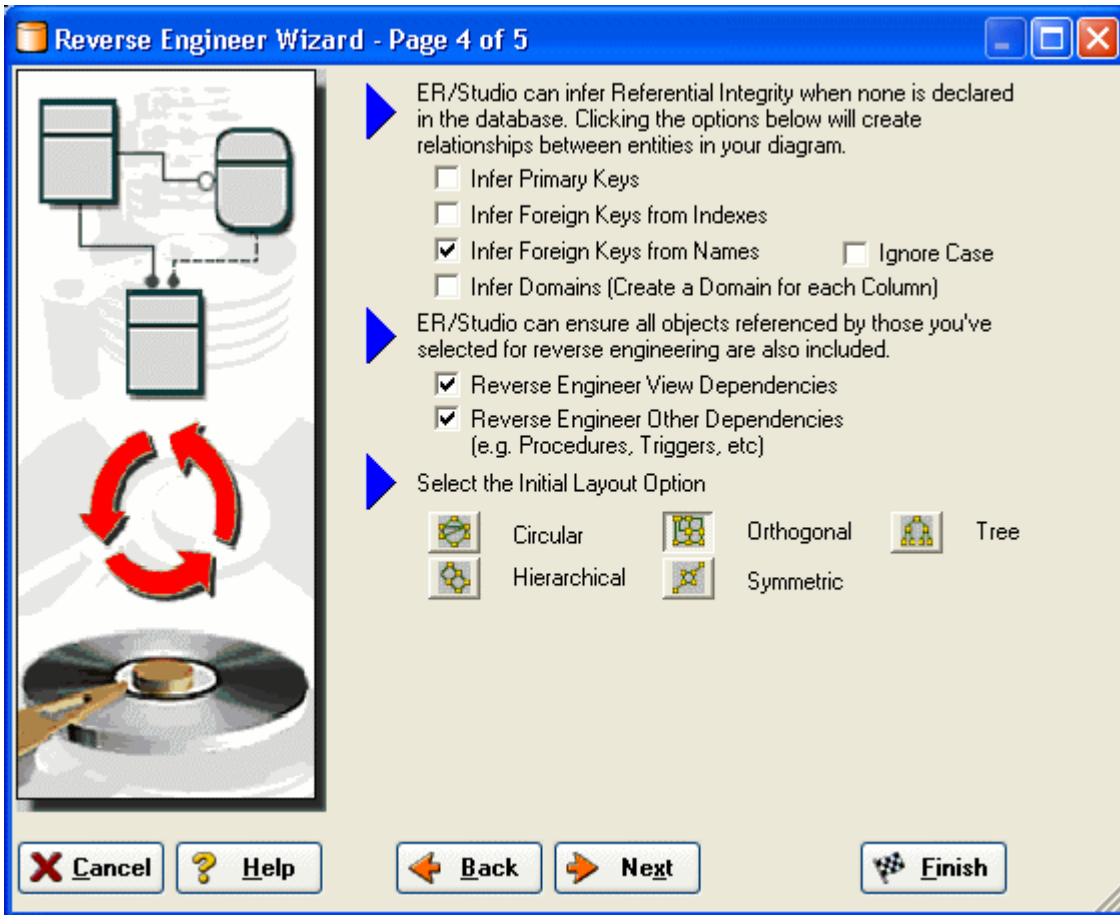 Reverse Engineer Wizard - Page 4 of 5
ER/Studio can infer Referential Integrity when none is declared
in the database. Clicking the options below will create
relationships between entities in your diagram.
Infer Primary Keys
Infer Foreign Keys from Indexes
Infer Foreign Keys from Names
Ignore Case
Infer Domains (Create a Domain for each Column)
ER/Studio can ensure all objects referenced by those you've
selected for reverse engineering are also included.
Reverse Engineer View Dependencies
Reverse Engineer Other Dependencies
(e.g. Procedures, Triggers, etc)
Select the Initial Layout Option
Circular
Orthogonal
Tree
Hierarchical
Symmetric
Cancel
Help
Back
Next
Finish